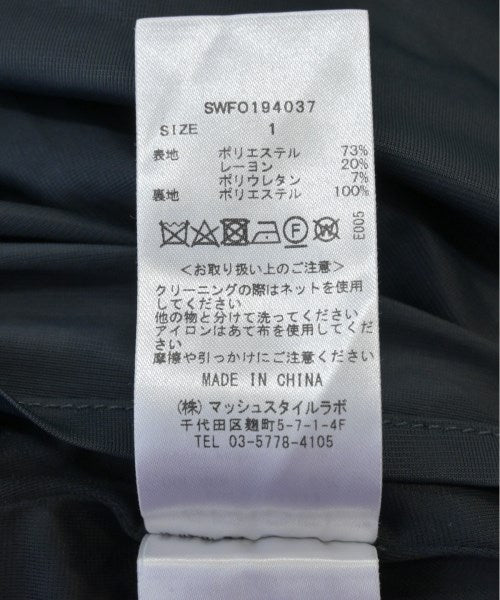 SWFO194037
SIZE 1
表地 ポリエステル 73%
レーヨン 20%
ポリウレタン 7%
裏地 ポリエステル 100%
E005
＜お取り扱い上のご注意＞
クリーニングの際はネットを使用
してください
他の物と分けて洗ってください
アイロンはあて布を使用してくだ
さい
摩擦や引っかけにご注意ください
MADE IN CHINA
(株) マッシュスタイルラボ
千代田区麹町5-7-1-4F
TEL 03-5778-4105